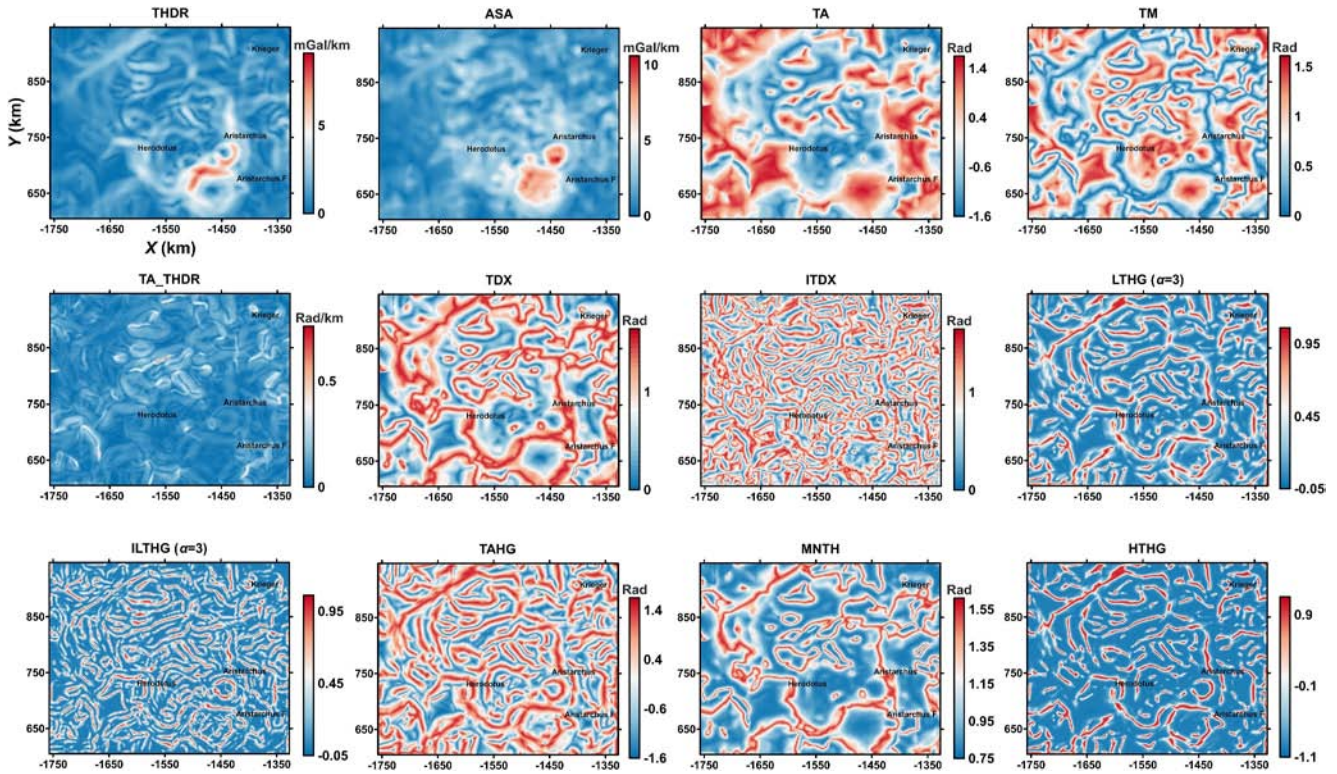 THDR
ASA
TA
TM
mGal/km
mGal/km
Rad
Rad
Krieger
Krieger
Krieger
Krieger
850
750
650
Y (km)
Aristarchus
Herodotus
Aristarchus F
Aristarchus
Herodotus
Aristarchus F
Aristarchus
Herodotus
Aristarchus F
Aristarchus
Herodotus
Aristarchus F
5
0
10
5
0
1.4
0.4
-0.6
-1.6
1.5
1
0.5
0
850
750
650
850
750
650
850
750
650
-1750 -1650 -1550 -1450 -1350
-1750 -1650 -1550 -1450 -1350
-1750 -1650 -1550 -1450 -1350
-1750 -1650 -1550 -1450 -1350
X (km)
TA_THDR
TDX
ITDX
LTHG (α=3)
Rad/km
Rad
Rad
Krieger
Krieger
Krieger
Krieger
850
750
650
850
750
650
850
750
650
850
750
650
Herodotus
Aristarchus
Aristarchus F
Herodotus
Aristarchus
Aristarchus F
Herodotus
Aristarchus
Aristarchus F
Herodotus
Aristarchus
Aristarchus F
0.5
0
1
0
1
0
0.95
0.45
-0.05
-1750 -1650 -1550 -1450 -1350
-1750 -1650 -1550 -1450 -1350
-1750 -1650 -1550 -1450 -1350
-1750 -1650 -1550 -1450 -1350
ILTHG (α=3)
TAHG
MNTH
HTHG
Rad
Rad
Krieger
Krieger
Krieger
Krieger
850
750
650
850
750
650
850
750
650
850
750
650
Aristarchus
Herodotus
Aristarchus F
Aristarchus
Herodotus
Aristarchus F
Aristarchus
Herodotus
Aristarchus F
Aristarchus
Herodotus
Aristarchus F
0.95
0.45
-0.05
1.4
0.4
-0.6
-1.6
1.55
1.35
1.15
0.95
0.75
0.9
-0.1
-1.1
-1750 -1650 -1550 -1450 -1350
-1750 -1650 -1550 -1450 -1350
-1750 -1650 -1550 -1450 -1350
-1750 -1650 -1550 -1450 -1350